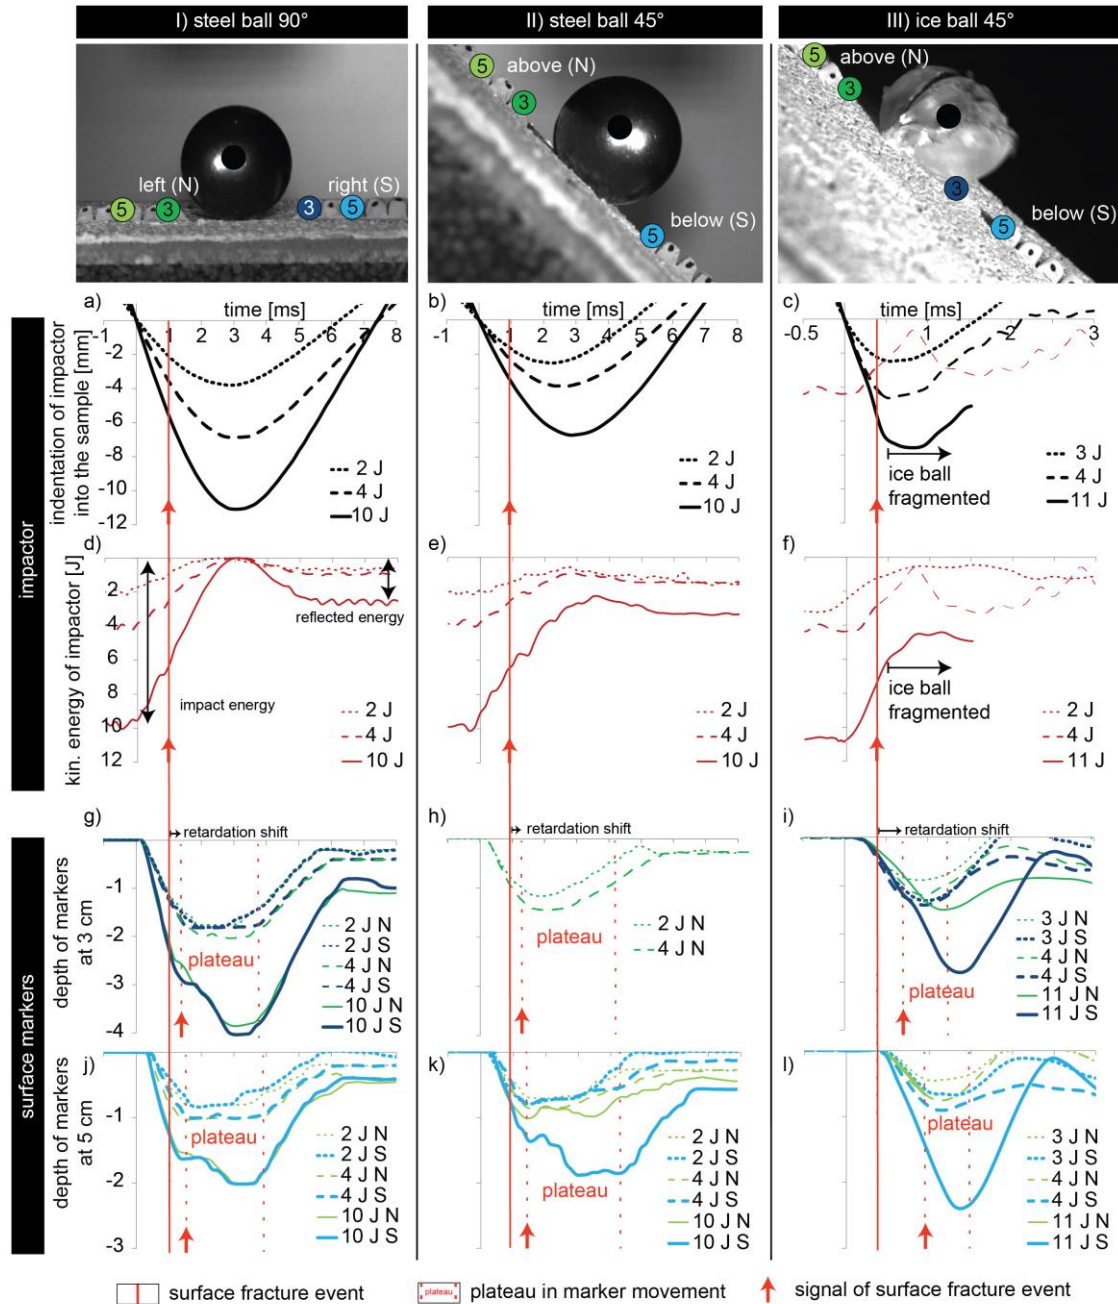 I) steel ball 90°
II) steel ball 45°
III) ice ball 45°
5
3
left (N)
3
5
right (S)
5
3
above (N)
5
below (S)
5
3
above (N)
3
5
below (S)
impactor
surface markers
a)
time [ms]
-1 0 1 2 3 4 5 6 7 8
indentation of impactor
into the sample [mm]
-2
-4
-6
-8
-10
-12
2 J
4 J
10 J
b)
time [ms]
-1 0 1 2 3 4 5 6 7 8
2 J
4 J
10 J
c)
time [ms]
-0.5 1 2 3
ice ball
fragmented
3 J
4 J
11 J
d)
kin. energy of impactor [J]
2
4
6
8
10
12
reflected energy
impact energy
2 J
4 J
10 J
e)
2 J
4 J
10 J
f)
ice ball
fragmented
2 J
4 J
11 J
g)
retardation shift
depth of markers
at 3 cm
-1
-2
-3
-4
plateau
2 J N
2 J S
4 J N
4 J S
10 J N
10 J S
h)
retardation shift
plateau
2 J N
4 J N
i)
retardation shift
plateau
3 J N
3 J S
4 J N
4 J S
11 J N
11 J S
j)
depth of markers
at 5 cm
-1
-2
-3
plateau
2 J N
2 J S
4 J N
4 J S
10 J N
10 J S
k)
plateau
2 J N
2 J S
4 J N
4 J S
10 J N
10 J S
l)
plateau
3 J N
3 J S
4 J N
4 J S
11 J N
11 J S
surface fracture event
plateau
plateau in marker movement
signal of surface fracture event